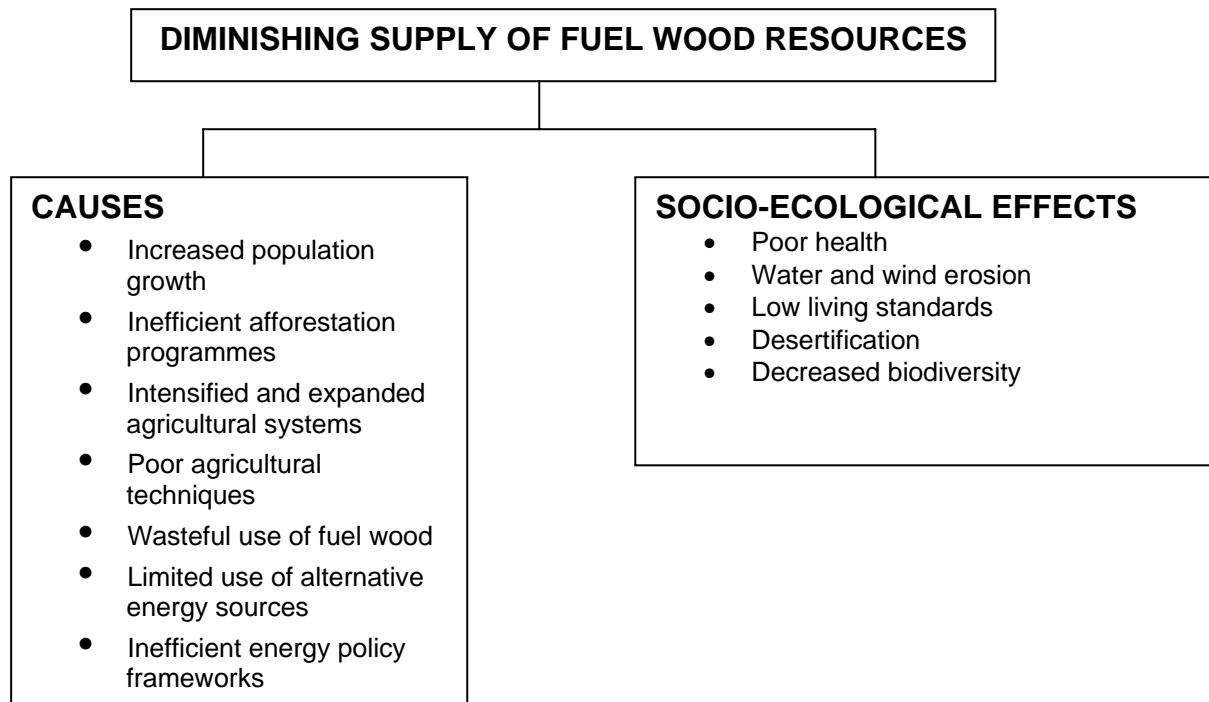 DIMINISHING SUPPLY OF FUEL WOOD RESOURCES
CAUSES
• Increased population
growth
• Inefficient afforestation
programmes
• Intensified and expanded
agricultural systems
• Poor agricultural
techniques
• Wasteful use of fuel wood
• Limited use of alternative
energy sources
• Inefficient energy policy
frameworks
SOCIO-ECOLOGICAL EFFECTS
• Poor health
• Water and wind erosion
• Low living standards
• Desertification
• Decreased biodiversity